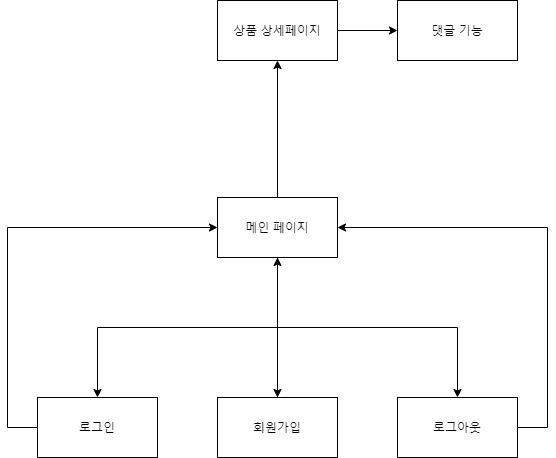 상품 상세페이지
댓글 기능
메인 페이지
로그인
회원가입
로그아웃